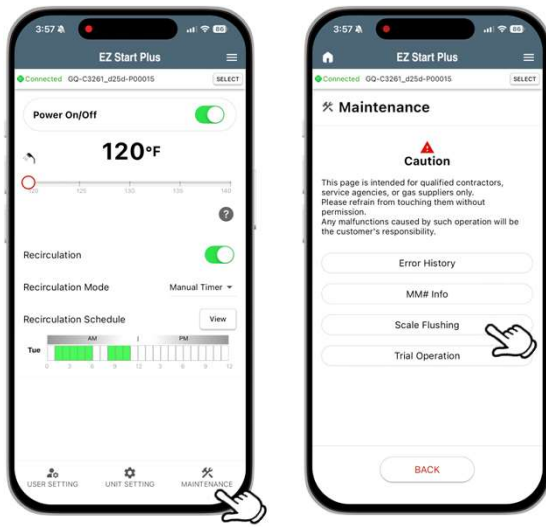 3:57
86
EZ Start Plus
Connected GQ-C3261_d25d-P00015 SELECT
Power On/Off
120°F
120 125 130 135 140
?
Recirculation
Recirculation Mode Manual Timer
Recirculation Schedule View
AM PM
Tue
0 3 6 9 12 3 6 9 12
USER SETTING UNIT SETTING MAINTENANCE
3:57
86
EZ Start Plus
Connected GQ-C3261_d25d-P00015 SELECT
Maintenance
Caution
This page is intended for qualified contractors,
service agencies, or gas suppliers only.
Please refrain from touching them without
permission.
Any malfunctions caused by such operation will be
the customer's responsibility.
Error History
MM# Info
Scale Flushing
Trial Operation
BACK